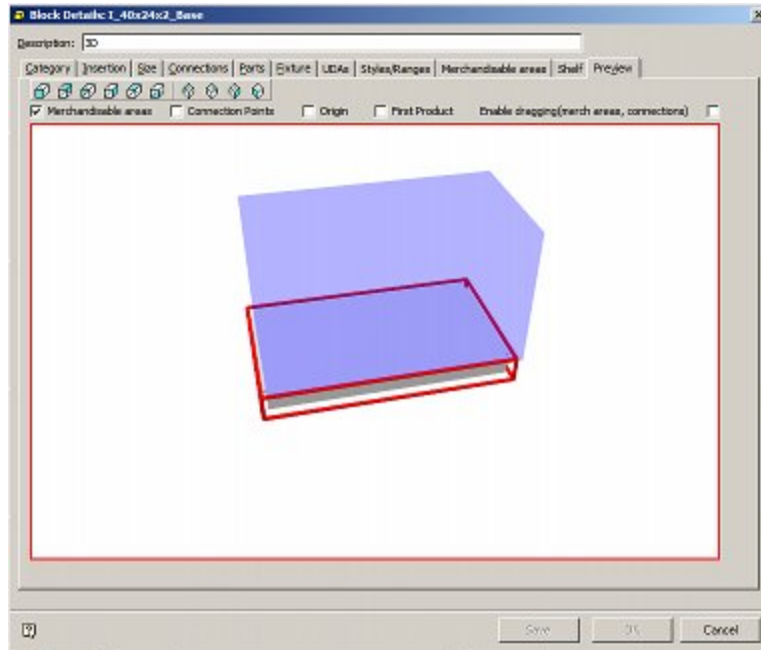 Block Details: I_40x24x2_Base
Description: 3D
Category Insertion Size Connections Parts Fixture UDAs Styles/Ranges Merchandisable areas Shelf Preview
Merchandisable areas Connection Points Origin First Product Enable dragging(merch areas, connections)
Save OK Cancel